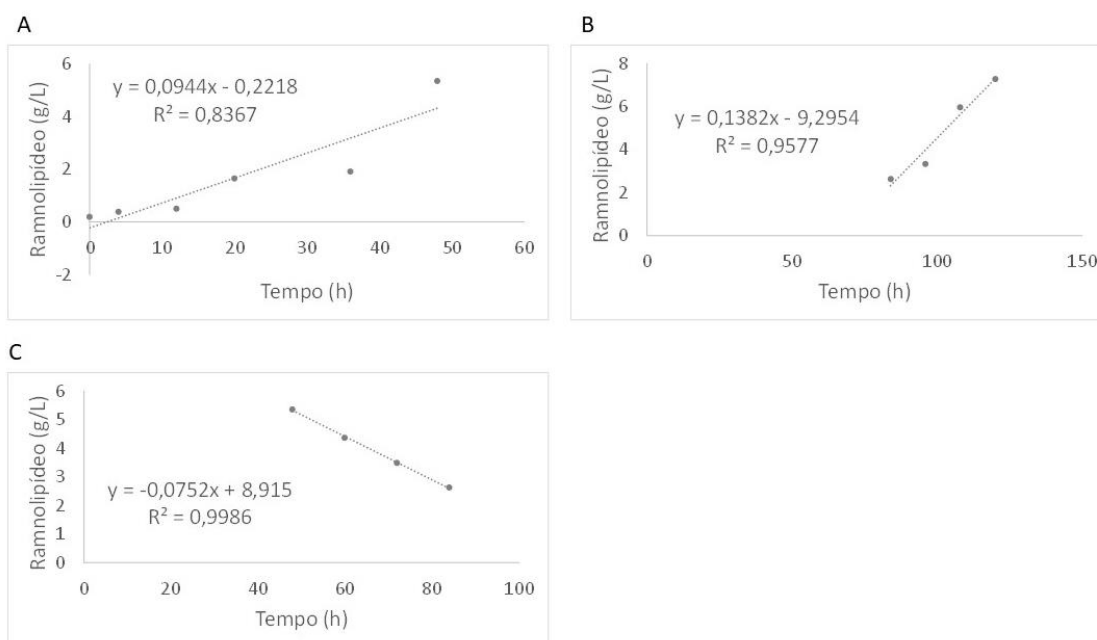 A
Ramnolipídeo (g/L)
6
4
2
0
-2
y = 0,0944x - 0,2218
R² = 0,8367
0 10 20 30 40 50 60
Tempo (h)
B
Ramnolipídeo (g/L)
8
6
4
2
0
y = 0,1382x - 9,2954
R² = 0,9577
0 50 100 150
Tempo (h)
C
Ramnolipídeo (g/L)
6
5
4
3
2
1
0
y = -0,0752x + 8,915
R² = 0,9986
0 20 40 60 80 100
Tempo (h)